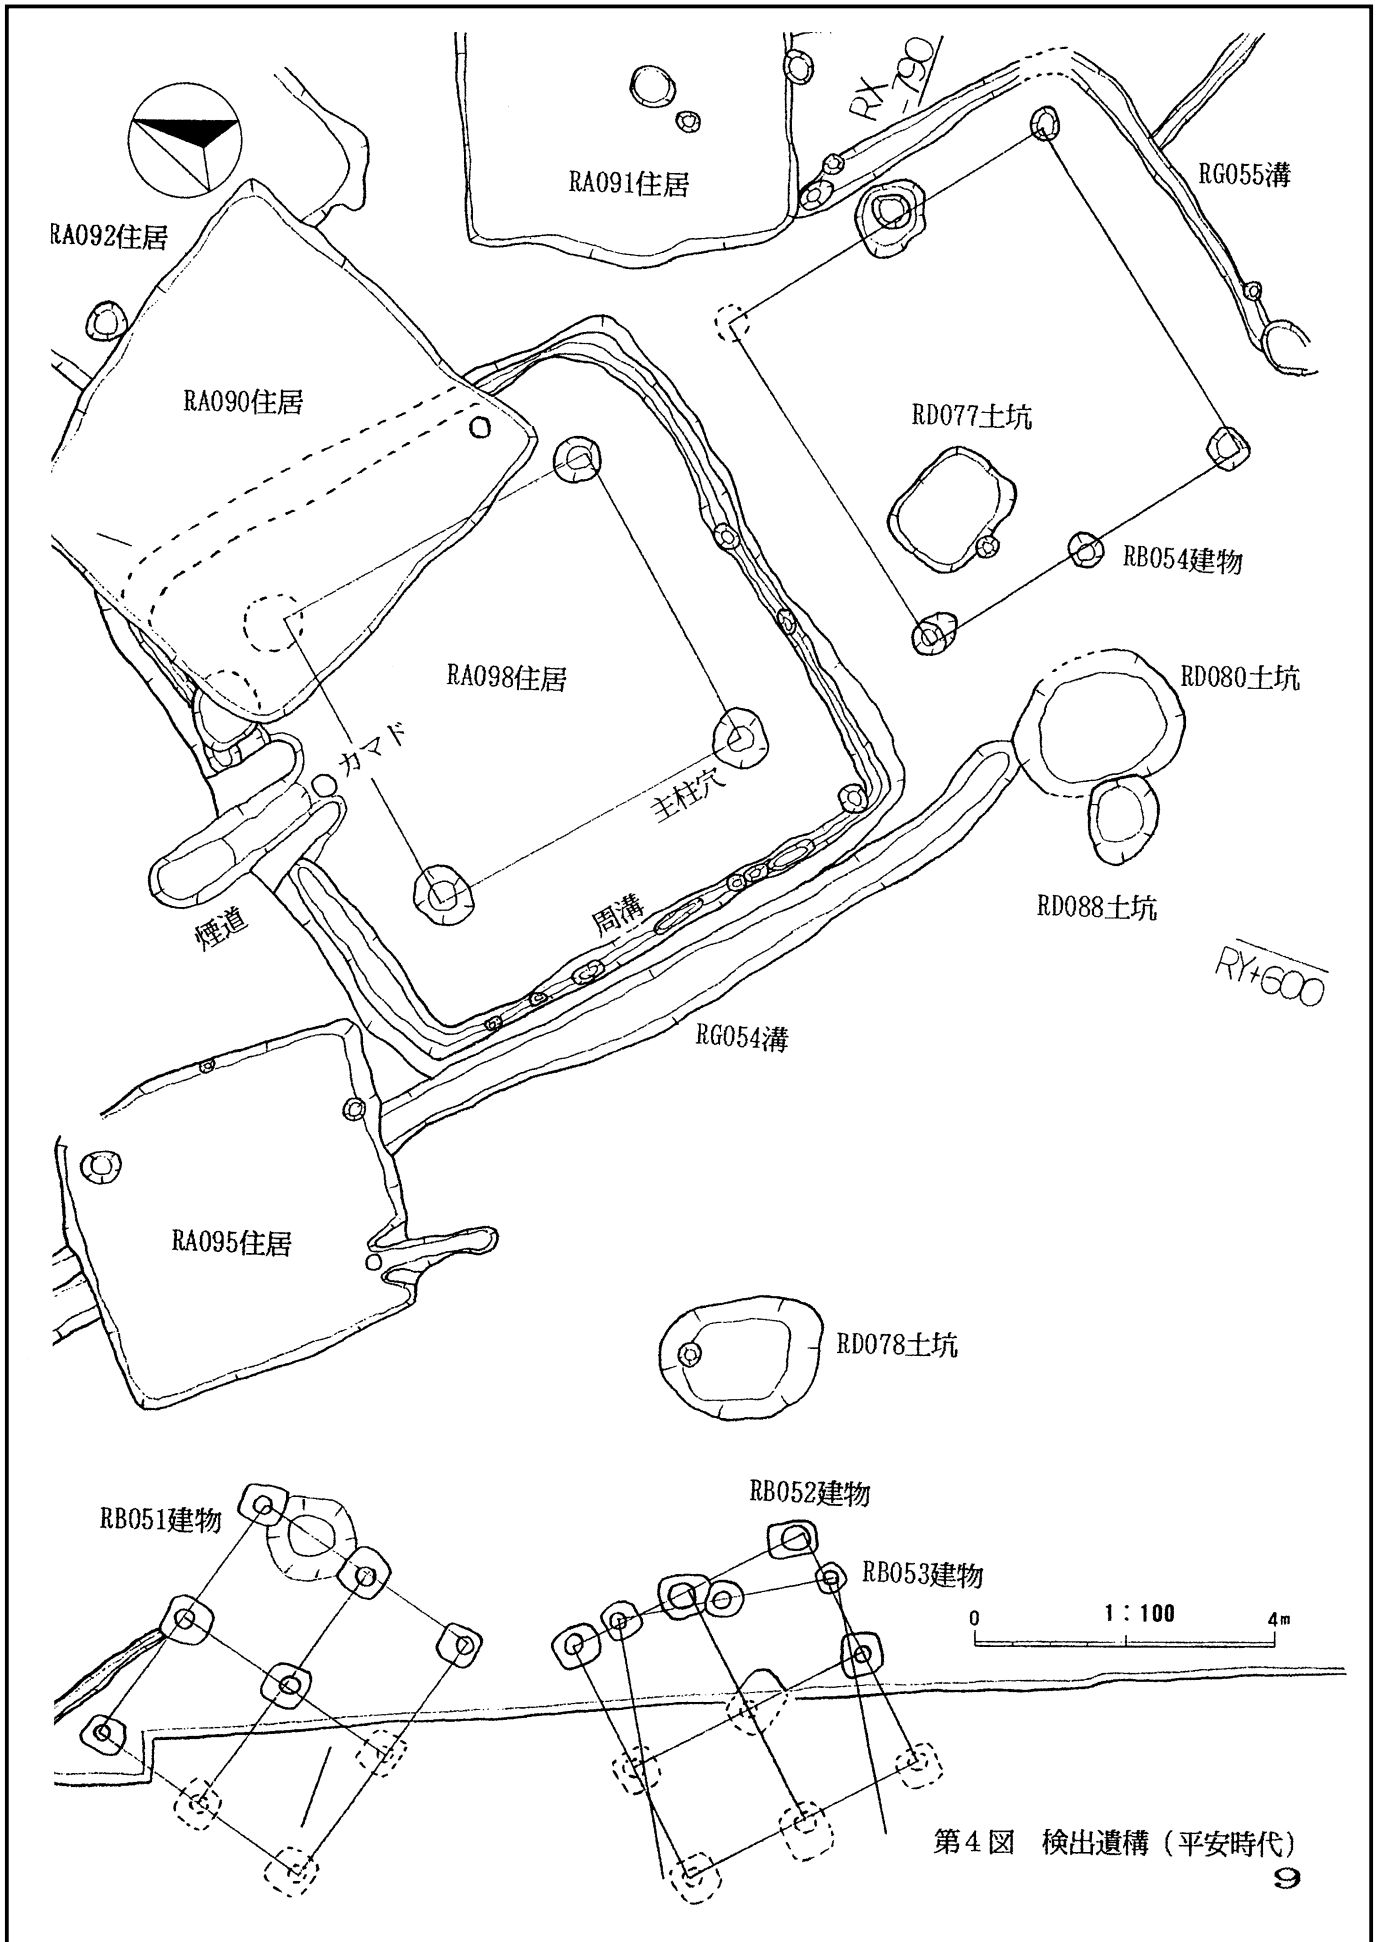 RX-790
RA091住居
RG055溝
RA092住居
RA090住居
RD077土坑
RB054建物
RA098住居
RD080土坑
カマド
主柱穴
煙道
周溝
RD088土坑
RY+600
RG054溝
RA095住居
RD078土坑
RB051建物
RB052建物
RB053建物
0 1:100 4m
第4図 検出遺構(平安時代)
9